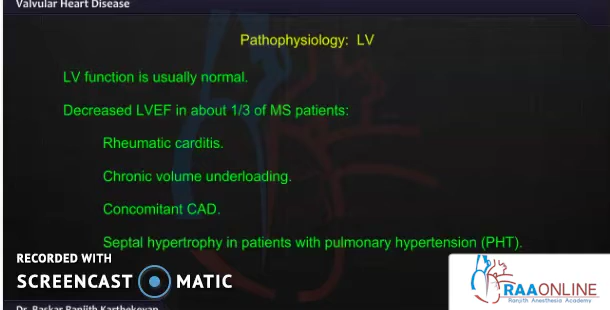 Valvular Heart Disease
Pathophysiology: LV
LV function is usually normal.
Decreased LVEF in about 1/3 of MS patients:
Rheumatic carditis.
Chronic volume underloading.
Concomitant CAD.
Septal hypertrophy in patients with pulmonary hypertension (PHT).
RECORDED WITH
SCREENCAST MATIC
RAAONLINE
Ranjith Anesthesia Academy
Dr. Baskar Ranjith Karthekeyan